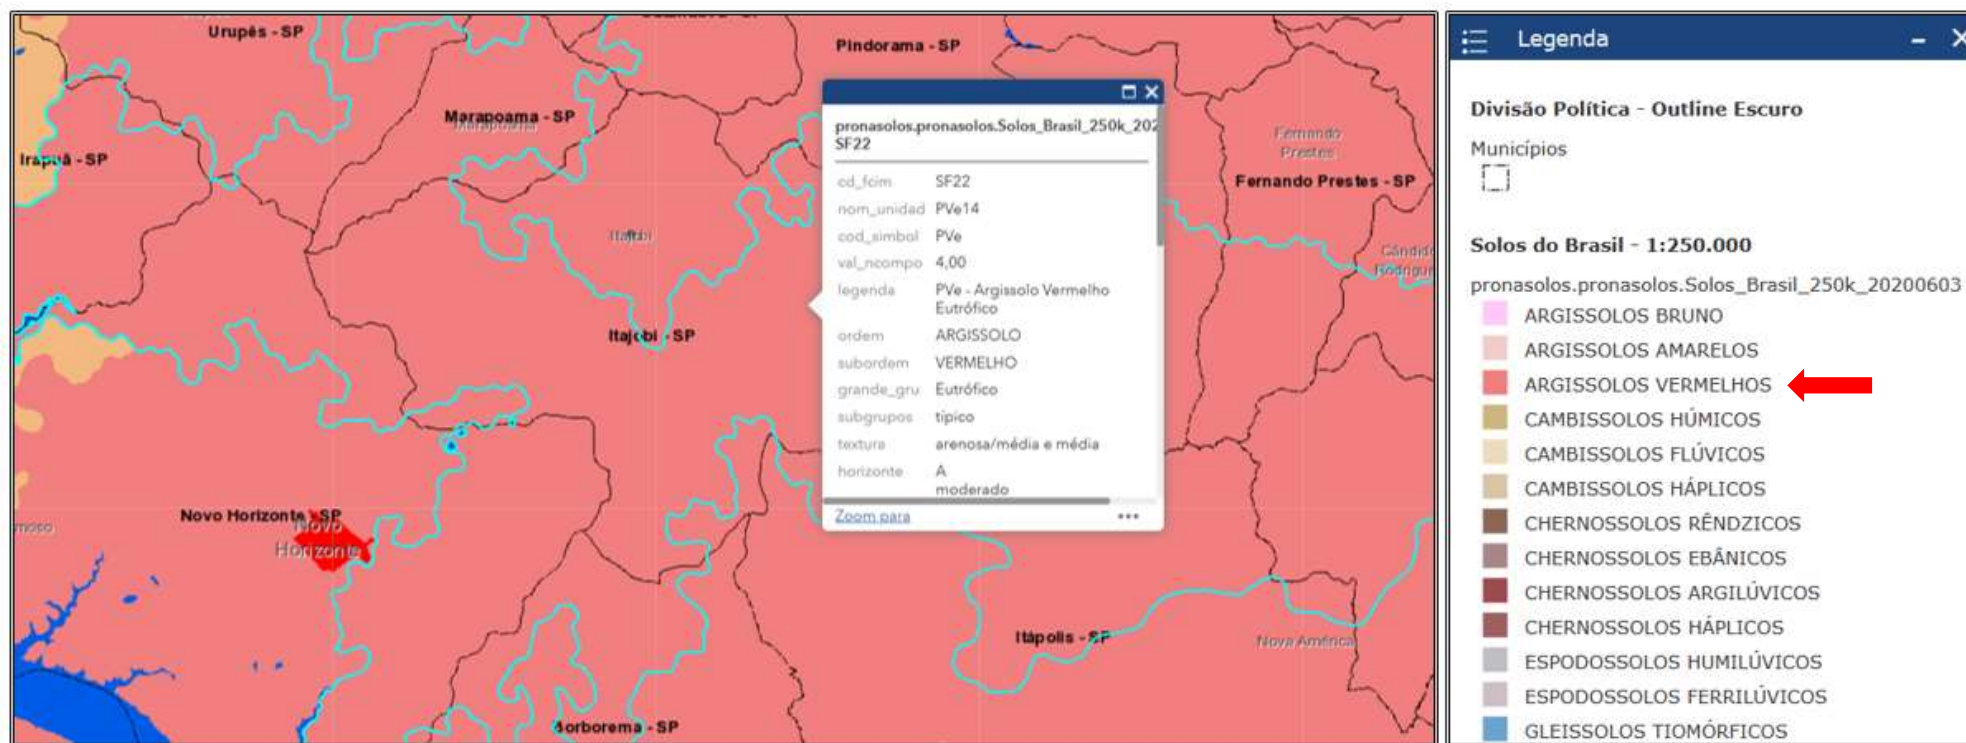 Urupês - SP
Pindorama - SP
Marapoama - SP
Marapoama
Irapuã - SP
Fernando
Prestes
Fernando Prestes - SP
Itajobi
Itajobi - SP
Novo Horizonte - SP
Novo
Horizonte
Itápolis - SP
Nova América
pronasolos.pronasolos.Solos_Brasil_250k_202
SF22
cd_fcim SF22
nom_unidad PVe14
cod_simbol PVe
val_ncompo 4,00
legenda PVe - Argissolo Vermelho
Eutrófico
ordem ARGISSOLO
subordem VERMELHO
grande_gru Eutrófico
subgrupos típico
textura arenosa/média e média
horizonte A
moderado
Zoom para
Legenda
Divisão Política - Outline Escuro
Municípios
Solos do Brasil - 1:250.000
pronasolos.pronasolos.Solos_Brasil_250k_20200603
ARGISSOLOS BRUNO
ARGISSOLOS AMARELOS
ARGISSOLOS VERMELHOS
CAMBISSOLOS HÚMICOS
CAMBISSOLOS FLÚVICOS
CAMBISSOLOS HÁPLICOS
CHERNOSSOLOS RÊNDZICOS
CHERNOSSOLOS EBÂNICOS
CHERNOSSOLOS ARGILÚVICOS
CHERNOSSOLOS HÁPLICOS
ESPODOSSOLOS HUMILÚVICOS
ESPODOSSOLOS FERRILÚVICOS
GLEISSOLOS TIOMÓRFICOS